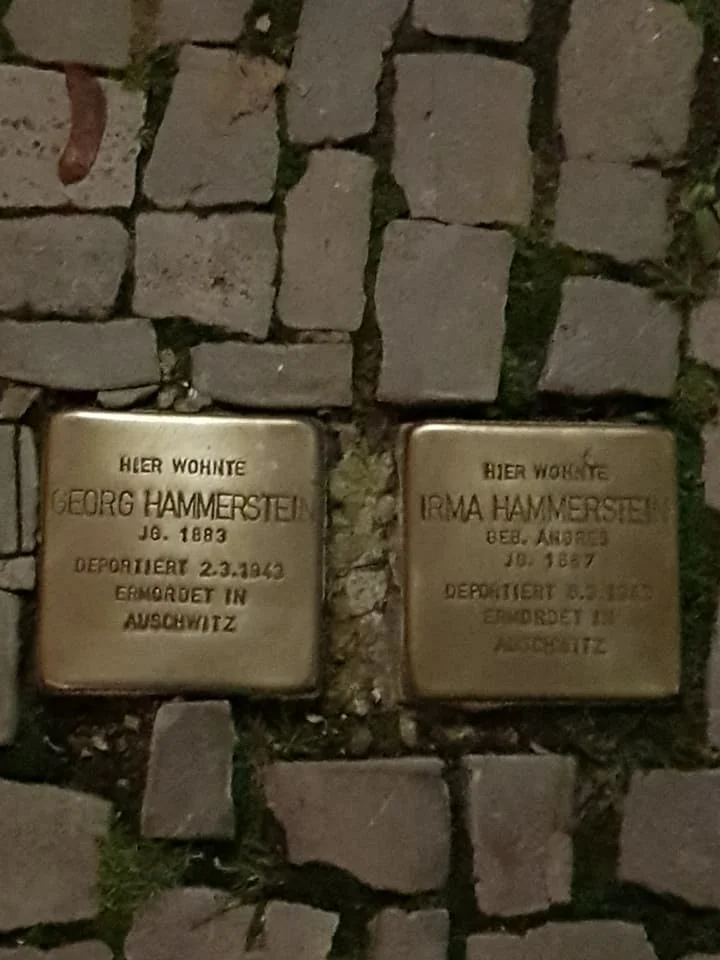 HIER WOHNTE
GEORG HAMMERSTEIN
JG. 1883
DEPORTIERT 2.3.1943
ERMORDET IN
AUSCHWITZ
HIER WOHNTE
IRMA HAMMERSTEIN
GEB. ANGRES
JG. 1887
DEPORTIERT
ERMORDET IN
AUSCHWITZ